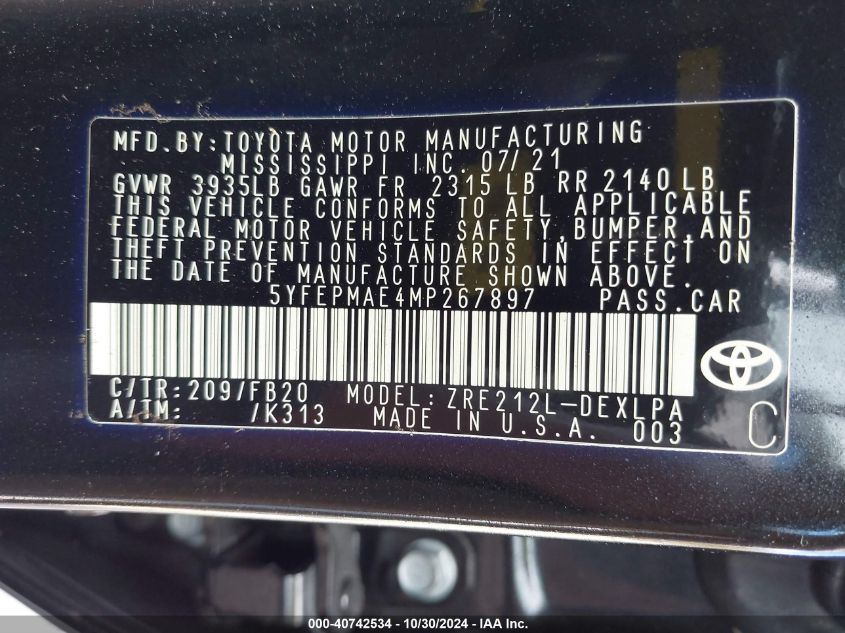 MFD.BY:TOYOTA MOTOR MANUFACTURING
MISSISSIPPI INC. 07/21
GVWR 3935LB GAWR FR 2315LB RR 2140LB
THIS VEHICLE CONFORMS TO ALL APPLICABLE
FEDERAL MOTOR VEHICLE SAFETY,BUMPER,AND
THEFT PREVENTION STANDARDS IN EFFECT ON
THE DATE OF MANUFACTURE SHOWN ABOVE.
5YFEPMAE4MP267897 PASS.CAR
C/TR:209/FB20 MODEL:ZRE212L-DEXLPA
A/TM: /K313 MADE IN U.S.A. 003 C
000-40742534 - 10/30/2024 - IAA Inc.